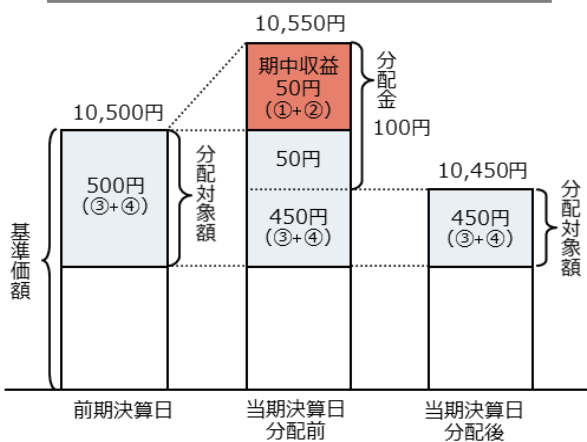 10,550円
期中収益
50円
(①+②)
分配金
100円
10,500円
50円
10,450円
500円
(③+④)
分配対象額
450円
(③+④)
450円
(③+④)
分配対象額
基準価額
前期決算日
当期決算日
分配前
当期決算日
分配後